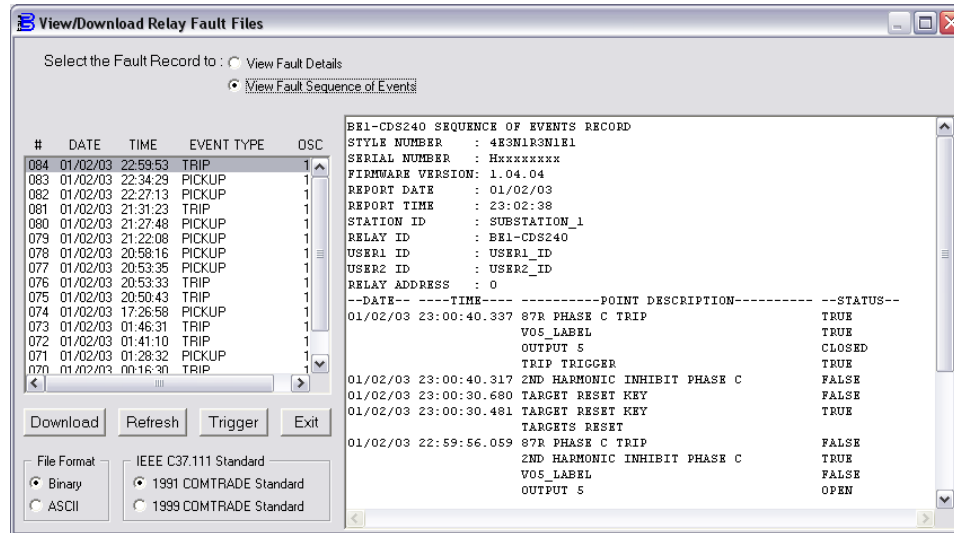 View/Download Relay Fault Files
Select the Fault Record to : View Fault Details
View Fault Sequence of Events
# DATE TIME EVENT TYPE OSC
084 01/02/03 22:59:53 TRIP 1
083 01/02/03 22:34:29 PICKUP 1
082 01/02/03 22:27:13 PICKUP 1
081 01/02/03 21:31:23 TRIP 1
080 01/02/03 21:27:48 PICKUP 1
079 01/02/03 21:22:08 PICKUP 1
078 01/02/03 20:58:16 PICKUP 1
077 01/02/03 20:53:35 PICKUP 1
076 01/02/03 20:53:33 TRIP 1
075 01/02/03 20:50:43 TRIP 1
074 01/02/03 17:26:58 PICKUP 1
073 01/02/03 01:46:31 TRIP 1
072 01/02/03 01:41:10 TRIP 1
071 01/02/03 01:28:32 PICKUP 1
070 01/02/03 00:16:30 TRIP 1
Download Refresh Trigger Exit
File Format
Binary
ASCII
IEEE C37.111 Standard
1991 COMTRADE Standard
1999 COMTRADE Standard
BE1-CDS240 SEQUENCE OF EVENTS RECORD
STYLE NUMBER : 4E3N1R3N1E1
SERIAL NUMBER : Hxxxxxxxx
FIRMWARE VERSION: 1.04.04
REPORT DATE : 01/02/03
REPORT TIME : 23:02:38
STATION ID : SUBSTATION_1
RELAY ID : BE1-CDS240
USER1 ID : USER1_ID
USER2 ID : USER2_ID
RELAY ADDRESS : 0
--DATE-- ----TIME---- ----------POINT DESCRIPTION---------- --STATUS--
01/02/03 23:00:40.337 87R PHASE C TRIP TRUE
VO5_LABEL TRUE
OUTPUT 5 CLOSED
TRIP TRIGGER TRUE
01/02/03 23:00:40.317 2ND HARMONIC INHIBIT PHASE C FALSE
01/02/03 23:00:30.680 TARGET RESET KEY FALSE
01/02/03 23:00:30.481 TARGET RESET KEY TRUE
TARGETS RESET
01/02/03 22:59:56.059 87R PHASE C TRIP FALSE
2ND HARMONIC INHIBIT PHASE C TRUE
VO5_LABEL FALSE
OUTPUT 5 OPEN